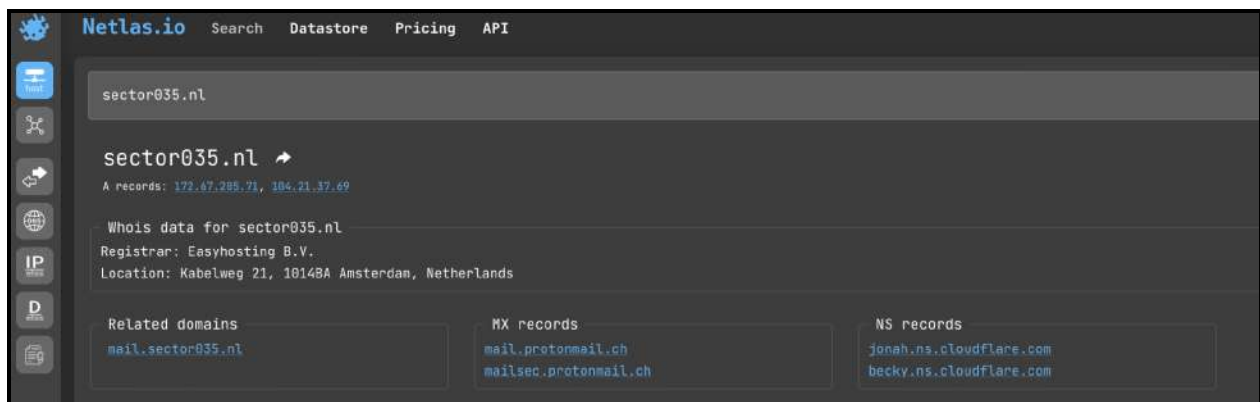 Netlas.io Search Datastore Pricing API
host
sector035.nl
sector035.nl
A records: 172.67.205.71, 104.21.37.69
Whois data for sector035.nl
Registrar: Easyhosting B.V.
Location: Kabelweg 21, 1014BA Amsterdam, Netherlands
IP
D
Related domains
mail.sector035.nl
MX records
mail.protonmail.ch
mailsec.protonmail.ch
NS records
jonah.ns.cloudflare.com
becky.ns.cloudflare.com